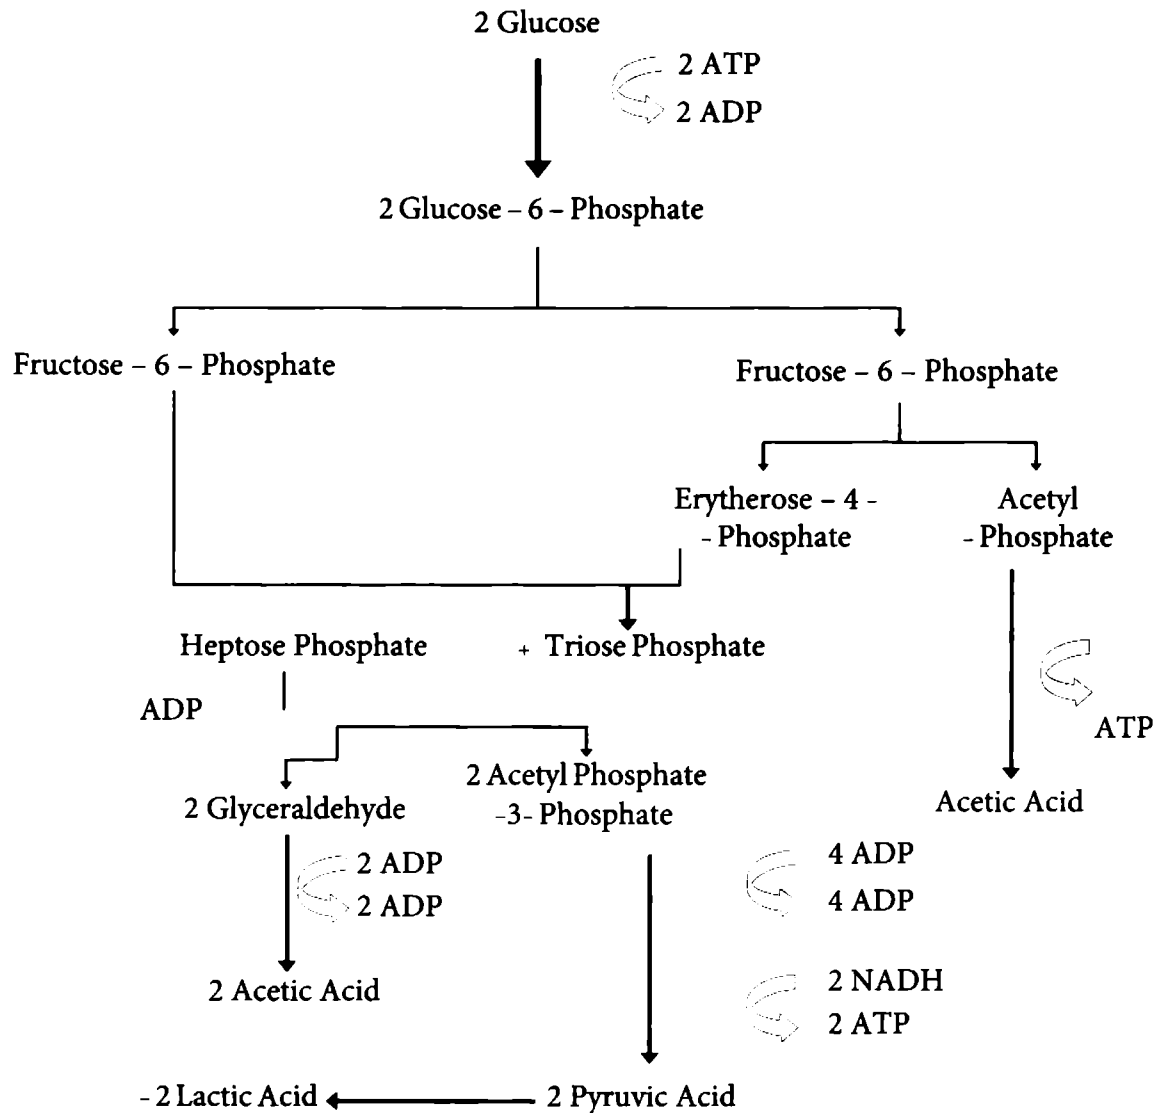 2 Glucose
2 ATP
2 ADP
2 Glucose – 6 – Phosphate
Fructose – 6 – Phosphate
Fructose – 6 – Phosphate
Erytherose – 4 -
- Phosphate
Acetyl
- Phosphate
Heptose Phosphate
+ Triose Phosphate
ADP
ATP
2 Glyceraldehyde
2 Acetyl Phosphate
-3- Phosphate
Acetic Acid
2 ADP
2 ADP
4 ADP
4 ADP
2 Acetic Acid
2 NADH
2 ATP
- 2 Lactic Acid
2 Pyruvic Acid